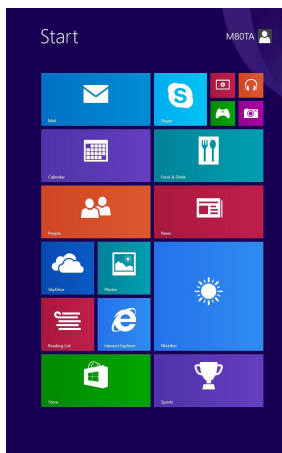 Start
M80TA
Mail
Skype
Calendar
Food & Drink
People
News
SkyDrive
Photos
Reading List
Internet Explorer
Weather
Store
Sports